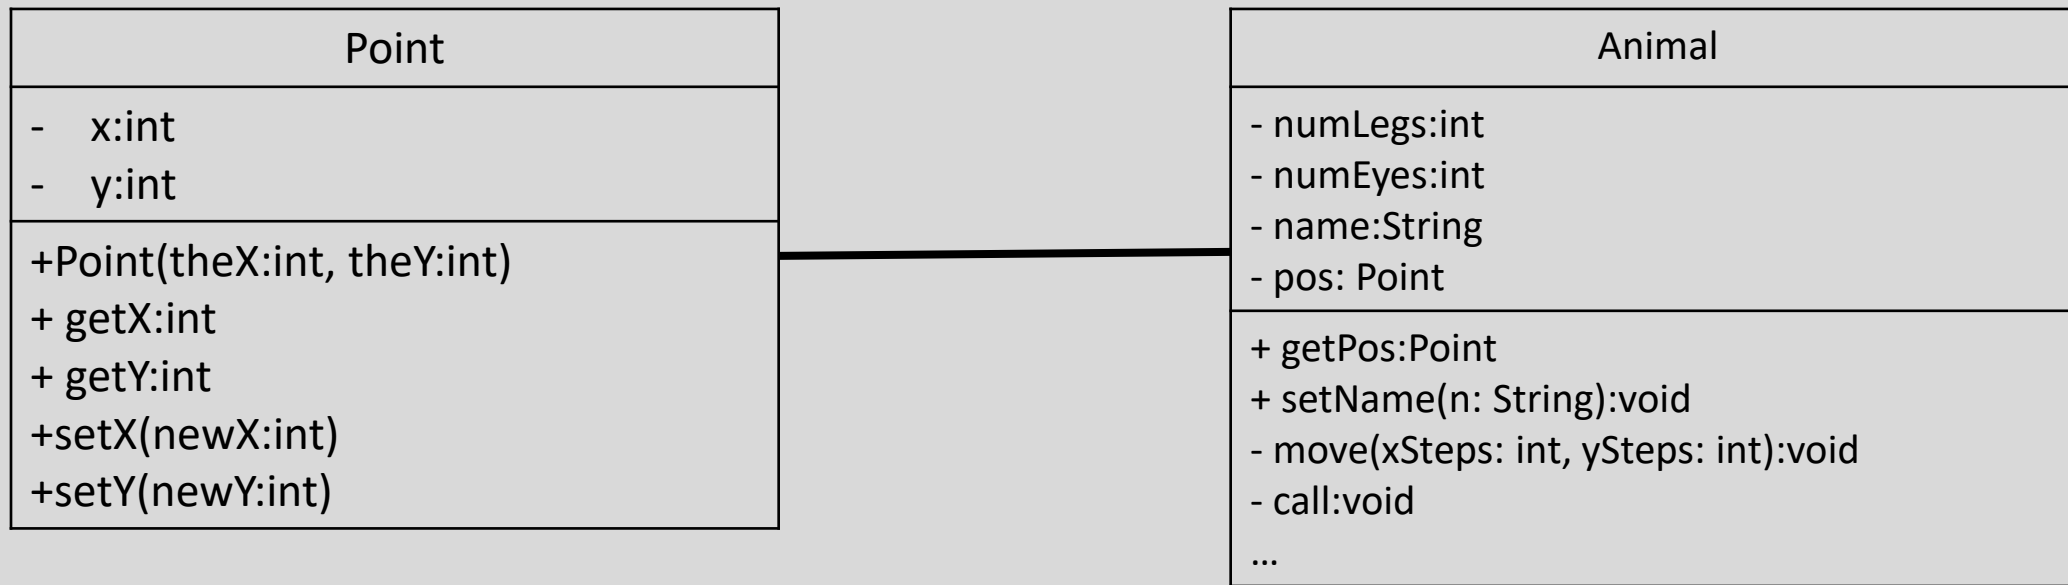 Point
- x:int
- y:int
+Point(theX:int, theY:int)
+ getX:int
+ getY:int
+setX(newX:int)
+setY(newY:int)
Animal
- numLegs:int
- numEyes:int
- name:String
- pos: Point
+ getPos:Point
+ setName(n: String):void
- move(xSteps: int, ySteps: int):void
- call:void
...